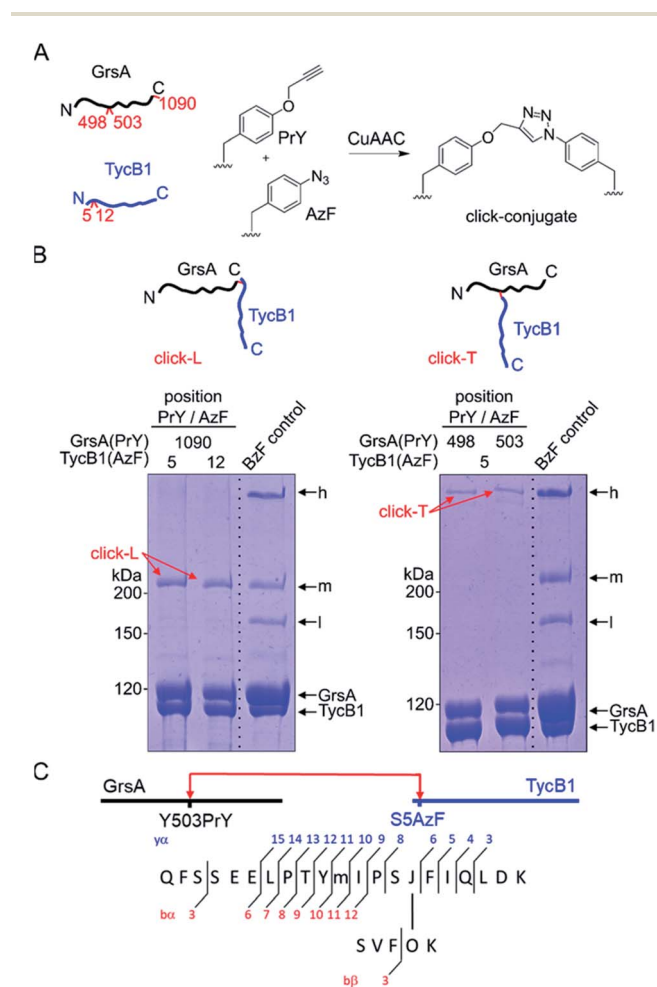 A
GrsA
N
C
498 503
1090
TycB1
N
C
5 12
O
PrY
+
N3
AzF
CuAAC
O
N=N
N
click-conjugate
B
GrsA C
N
TycB1
C
click-L
GrsA
C
N
TycB1
C
click-T
position
PrY / AzF
GrsA(PrY) 1090
TycB1(AzF) 5 12
BzF control
position
PrY / AzF
GrsA(PrY) 498 503
TycB1(AzF) 5
BzF control
h
click-L
kDa
200
m
150
l
120
GrsA
TycB1
h
click-T
kDa
200
m
150
l
120
GrsA
TycB1
C
GrsA
TycB1
Y503PrY
S5AzF
yα 15 14 13 12 11 10 9 8 6 5 4 3
Q F S S E E L P T Y m I P S J F I Q L D K
bα 3 6 7 8 9 10 11 12
S V F O K
bβ 3